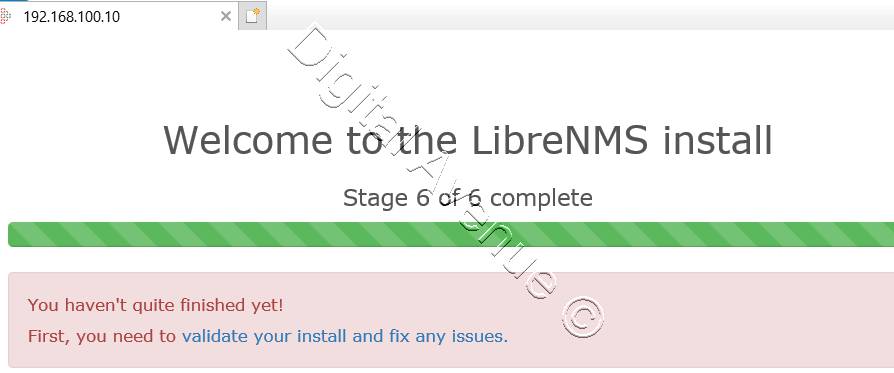 192.168.100.10
Welcome to the LibreNMS install
Stage 6 of 6 complete
You haven't quite finished yet!
First, you need to validate your install and fix any issues.
Digital Avenue ©